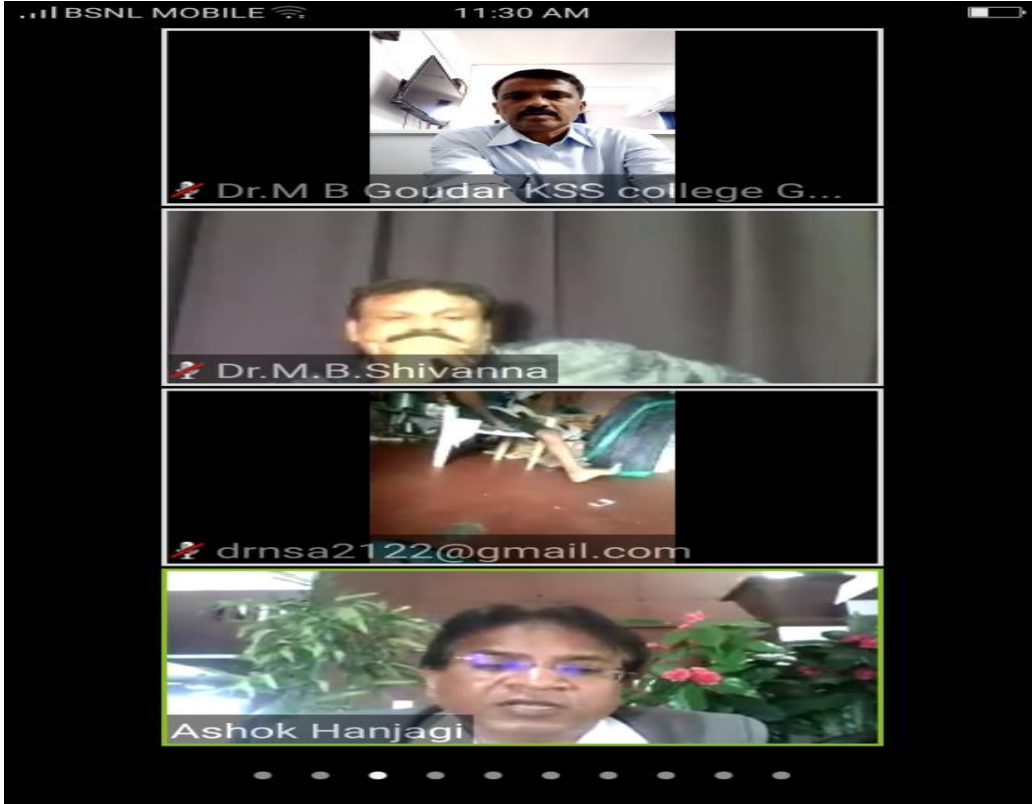 BSNL MOBILE 11:30 AM
Dr.M B Goudar KSS college G...
Dr.M.B.Shivanna
drnsa2122@gmail.com
Ashok Hanjagi